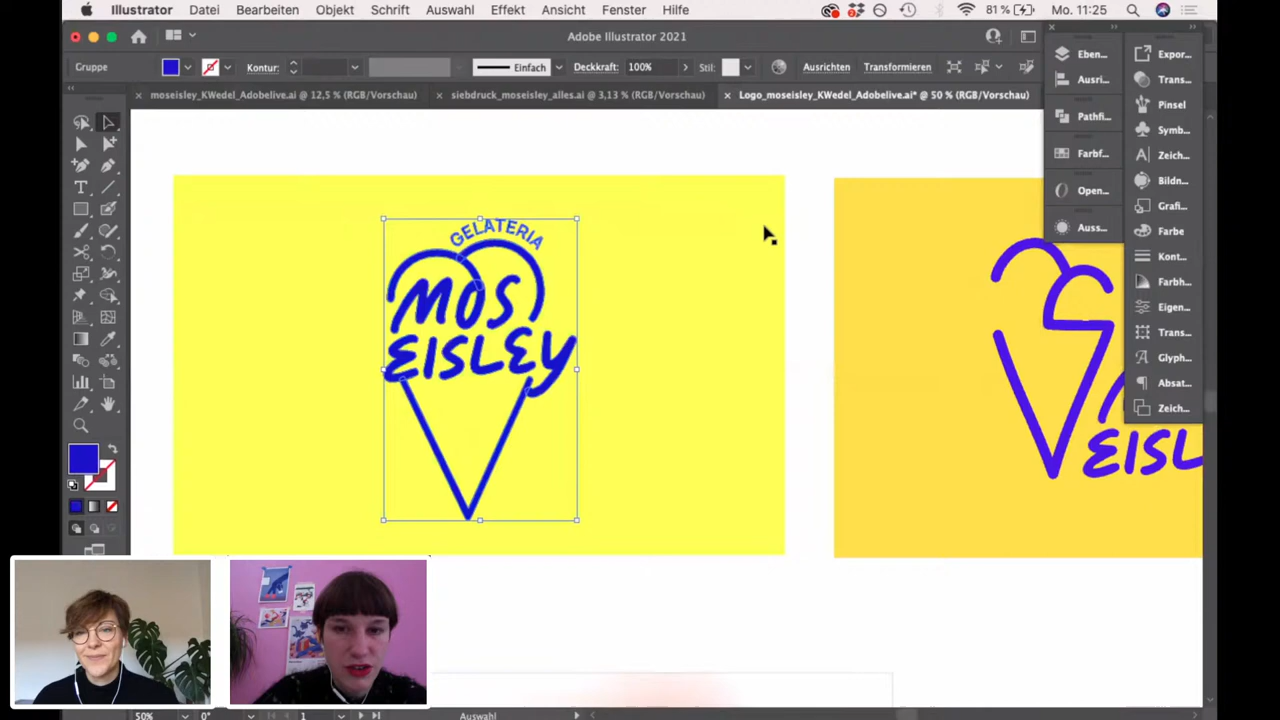 Illustrator Datei Bearbeiten Objekt Schrift Auswahl Effekt Ansicht Fenster Hilfe 2 81 % Mo. 11:25
Adobe Illustrator 2021
Gruppe Kontur: Einfach Deckkraft: 100% Stil: Ausrichten Transformieren
moseisley_KWedel_Adobelive.ai @ 12,5 % (RGB/Vorschau) siebdruck_moseisley_alles.ai @ 3,13 % (RGB/Vorschau) Logo_moseisley_KWedel_Adobelive.ai* @ 50 % (RGB/Vorschau)
Eben...
Ausri...
Pathfi...
Farbf...
Open...
Auss...
Expor...
Trans...
Pinsel
Symb...
Zeich...
Bildn...
Grafi...
Farbe
Kont...
Farbh...
Eigen...
Trans...
Glyph...
Absat...
Zeich...
GELATERIA
MOS
EISLEY
EISL
50% 0° 1 Auswahl